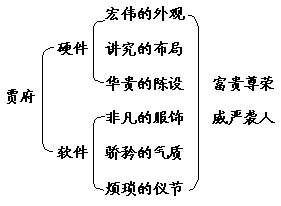 宏伟的外观
硬件
讲究的布局
华贵的陈设
富贵尊荣
贾府
非凡的服饰
威严袭人
软件
骄矜的气质
烦琐的仪节